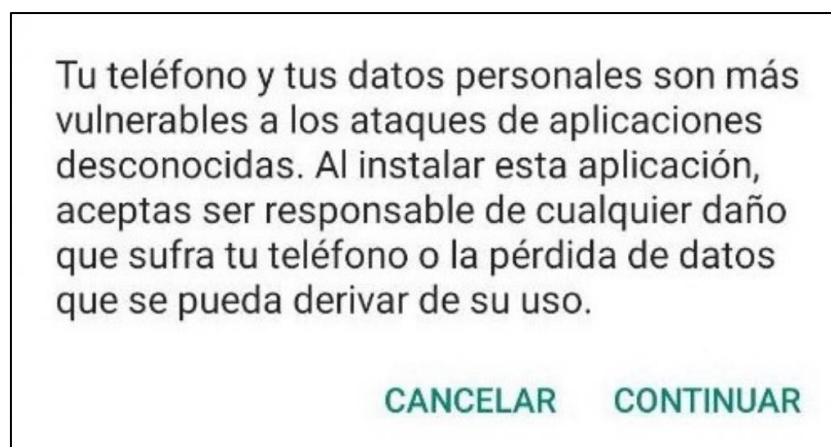 Tu teléfono y tus datos personales son más
vulnerables a los ataques de aplicaciones
desconocidas. Al instalar esta aplicación,
aceptas ser responsable de cualquier daño
que sufra tu teléfono o la pérdida de datos
que se pueda derivar de su uso.
CANCELAR CONTINUAR